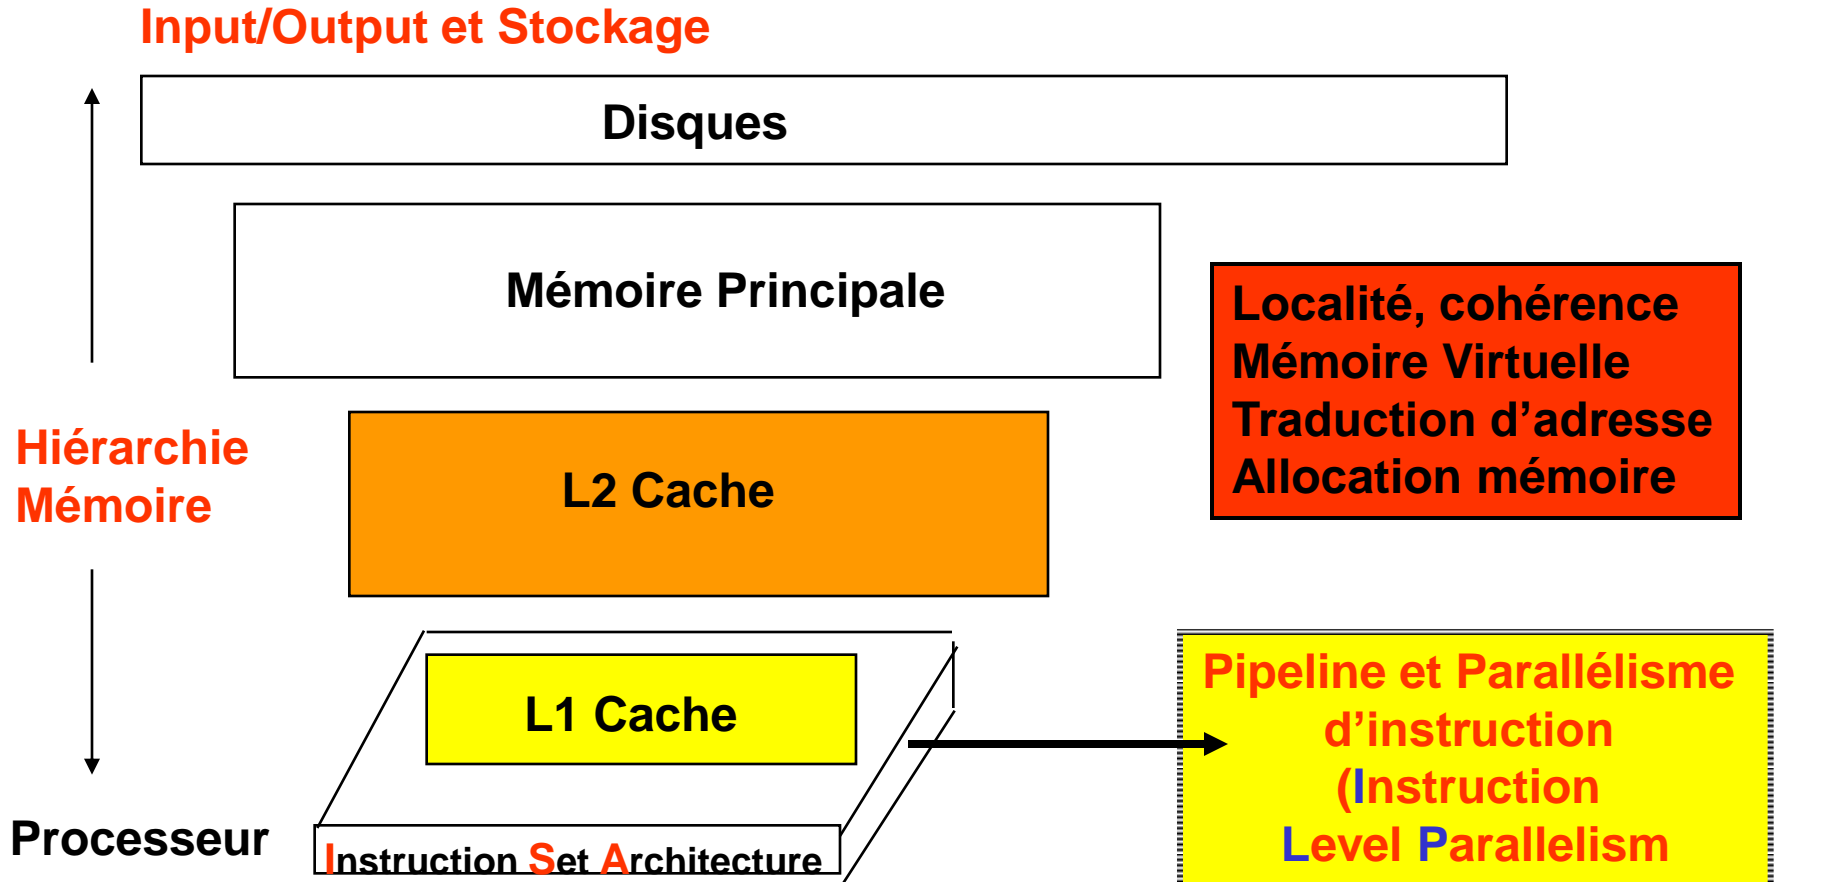 Input/Output et Stockage
Disques
Mémoire Principale
Localité, cohérence
Mémoire Virtuelle
Traduction d’adresse
Allocation mémoire
Hiérarchie
Mémoire
L2 Cache
L1 Cache
Pipeline et Parallélisme
d’instruction
(Instruction
Level Parallelism
Processeur
Instruction Set Architecture